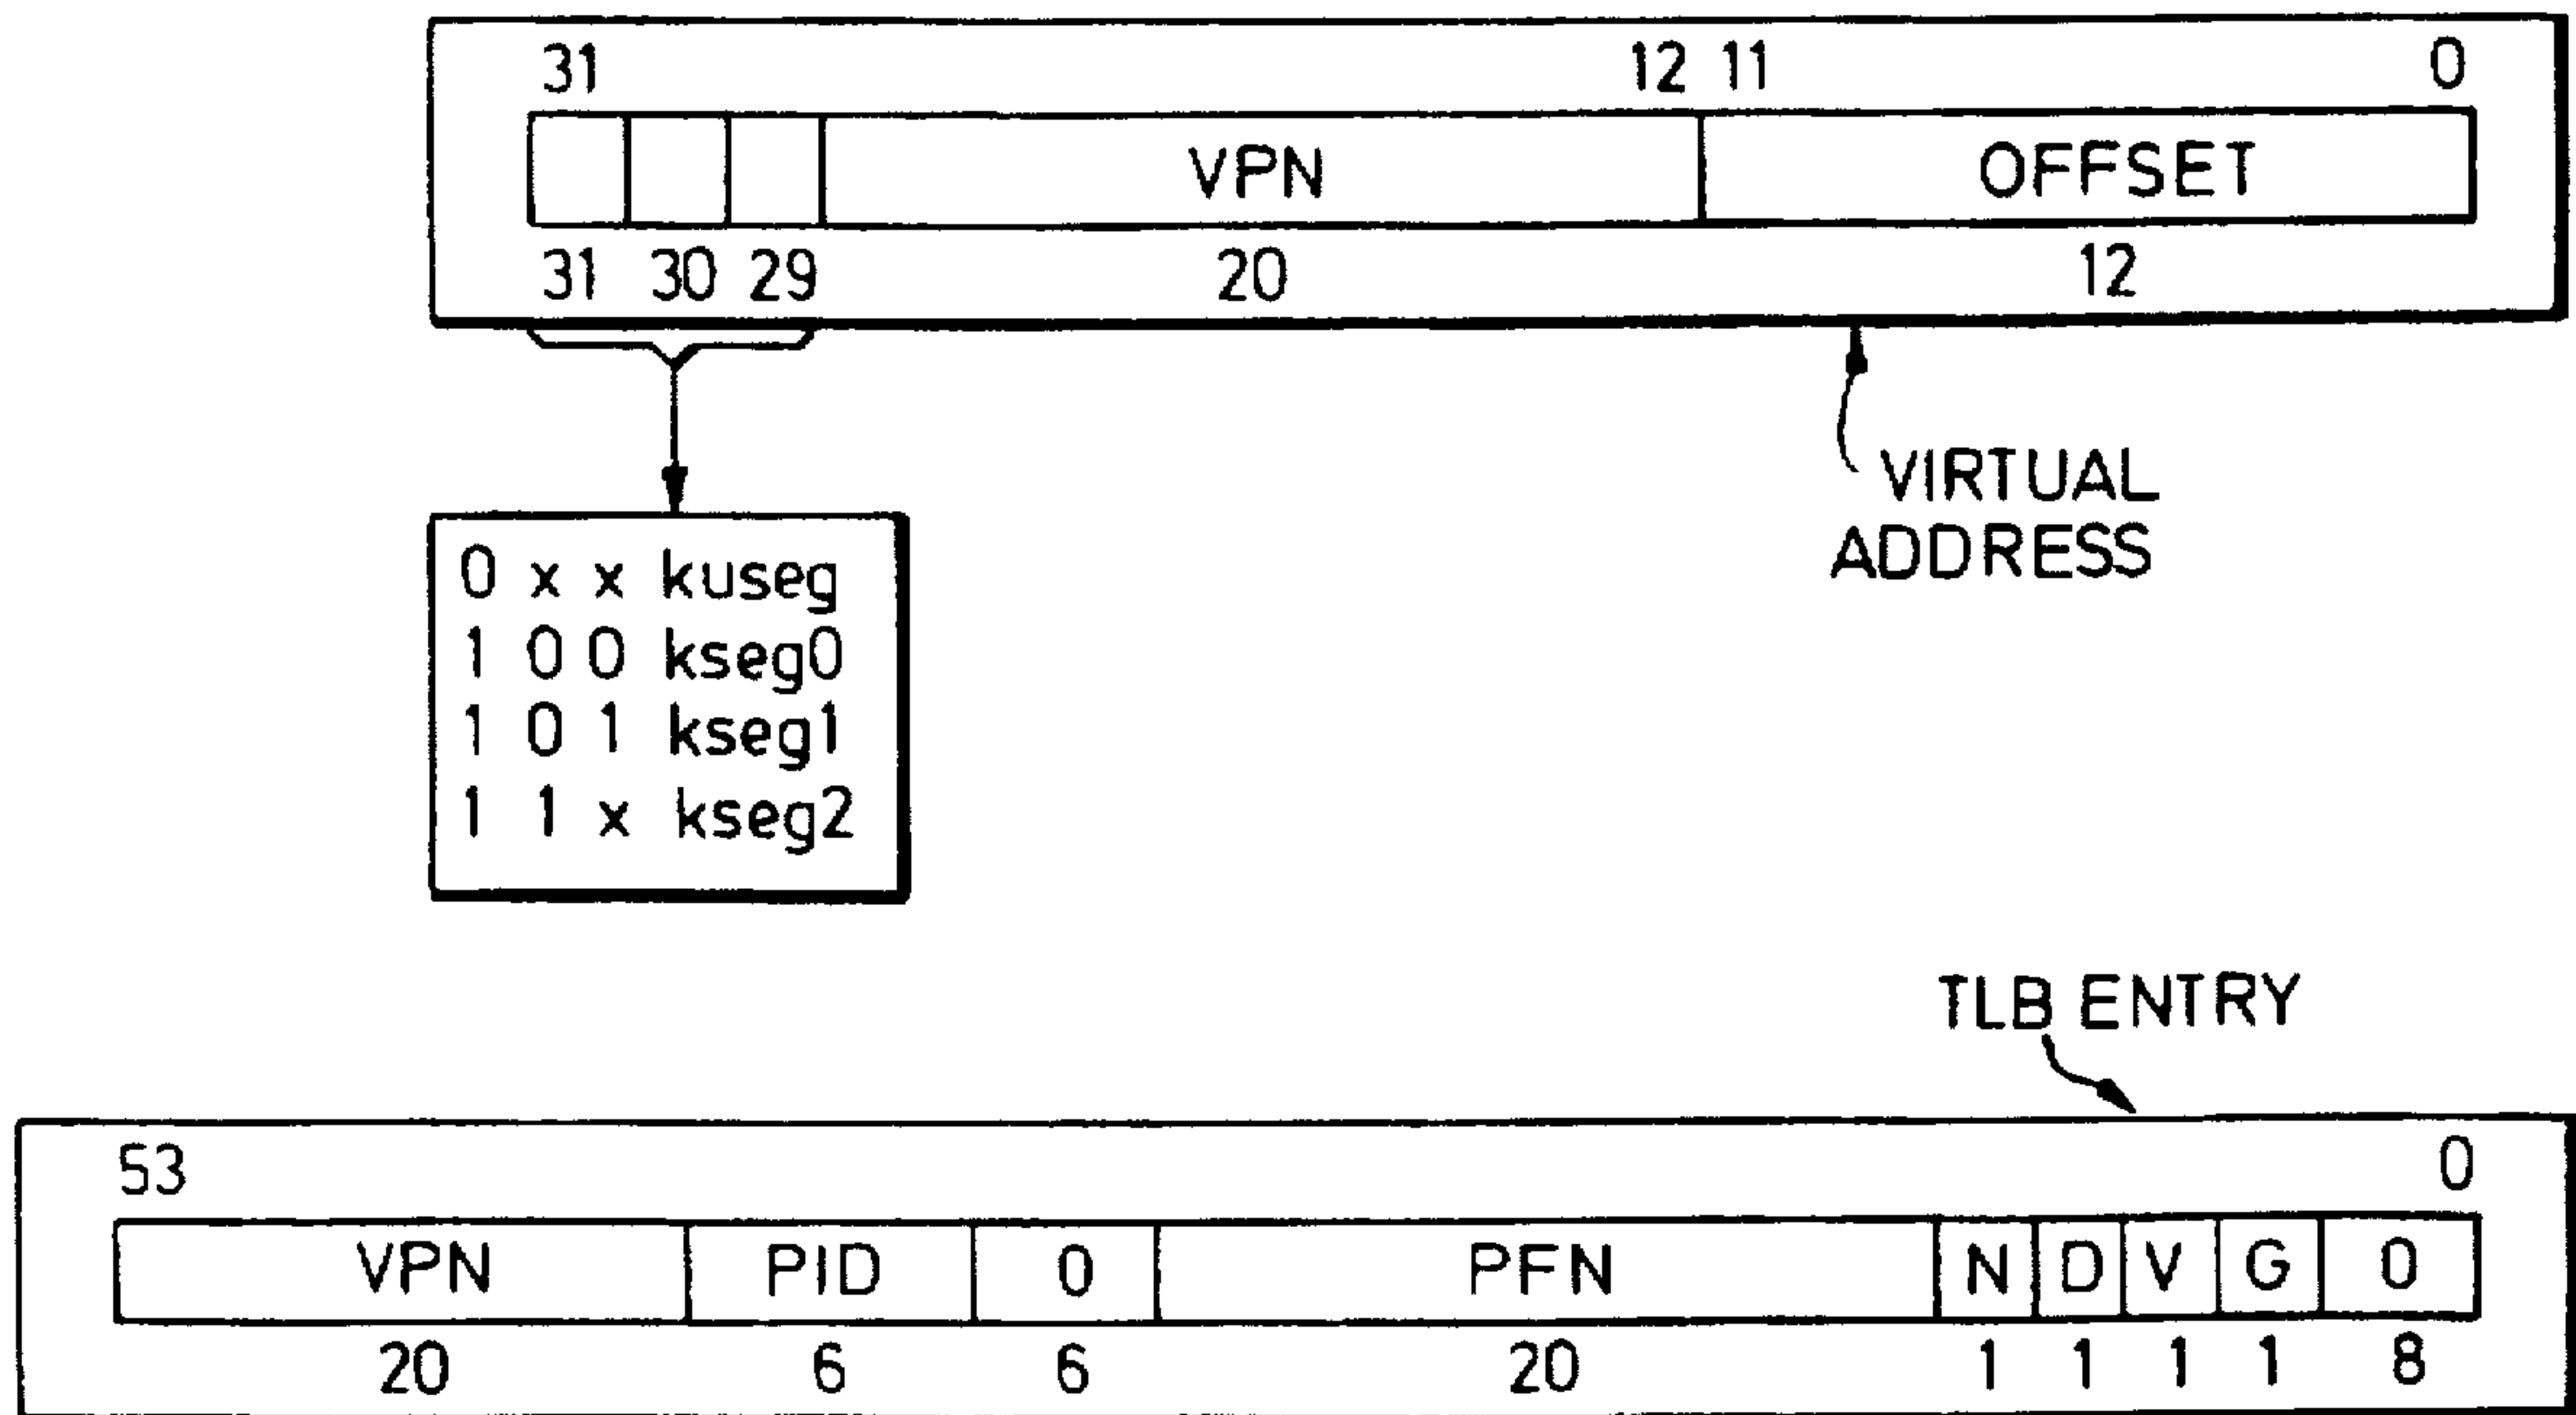 31 12 11 0
VPN OFFSET
31 30 29 20 12
VIRTUAL
ADDRESS
0 x x kuseg
1 0 0 kseg0
1 0 1 kseg1
1 1 x kseg2
TLB ENTRY
53 0
VPN PID 0 PFN N D V G 0
20 6 6 20 1 1 1 1 8